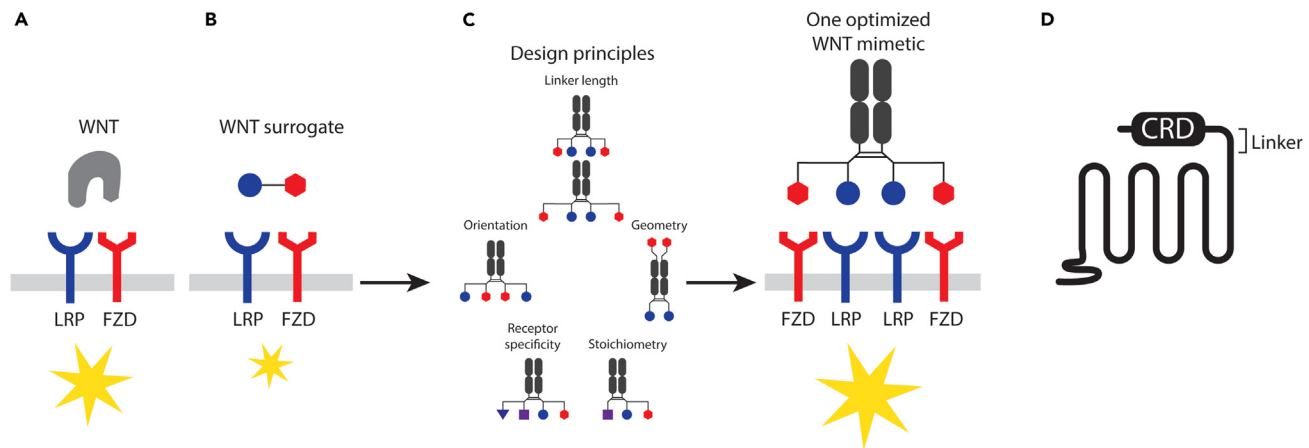 A
WNT
LRP FZD
B
WNT surrogate
LRP FZD
C
Design principles
Linker length
Orientation
Geometry
Receptor
specificity
Stoichiometry
One optimized
WNT mimetic
FZD LRP LRP FZD
D
CRD
Linker